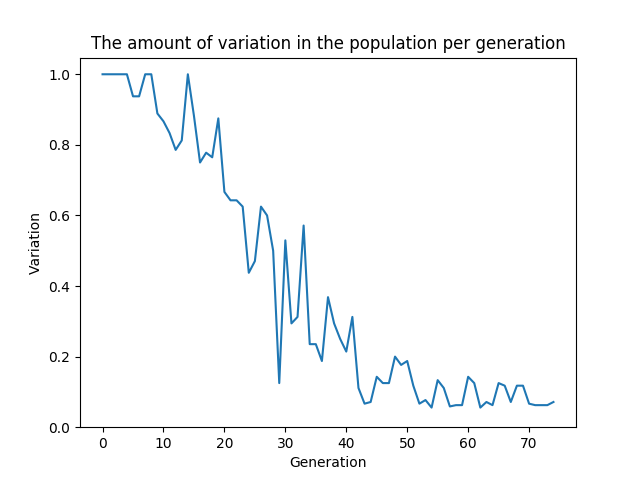 The amount of variation in the population per generation
1.0
0.8
0.6
0.4
0.2
0.0
Variation
0 10 20 30 40 50 60 70
Generation